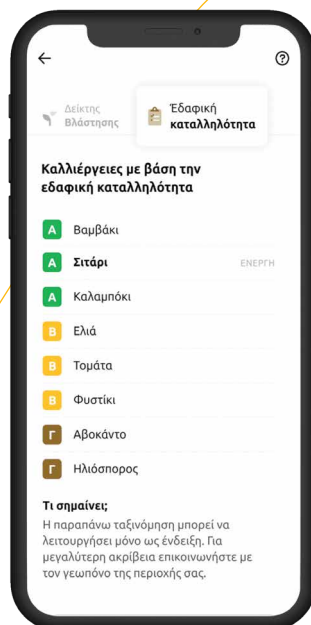 Δείκτης
Βλάστησης
Έδαφική
καταλληλότητα
Καλλιέργειες με βάση την
εδαφική καταλληλότητα
Α Βαμβάκι
Α Σιτάρι ΕΝΕΡΓΗ
Α Καλαμπόκι
Β Ελιά
Β Τομάτα
Β Φυστίκι
Γ Αβοκάντο
Γ Ηλιόσπορος
Τι σημαίνει;
Η παραπάνω ταξινόμηση μπορεί να
λειτουργήσει μόνο ως ένδειξη. Για
μεγαλύτερη ακρίβεια επικοινωνήστε με
τον γεωπόνο της περιοχής σας.